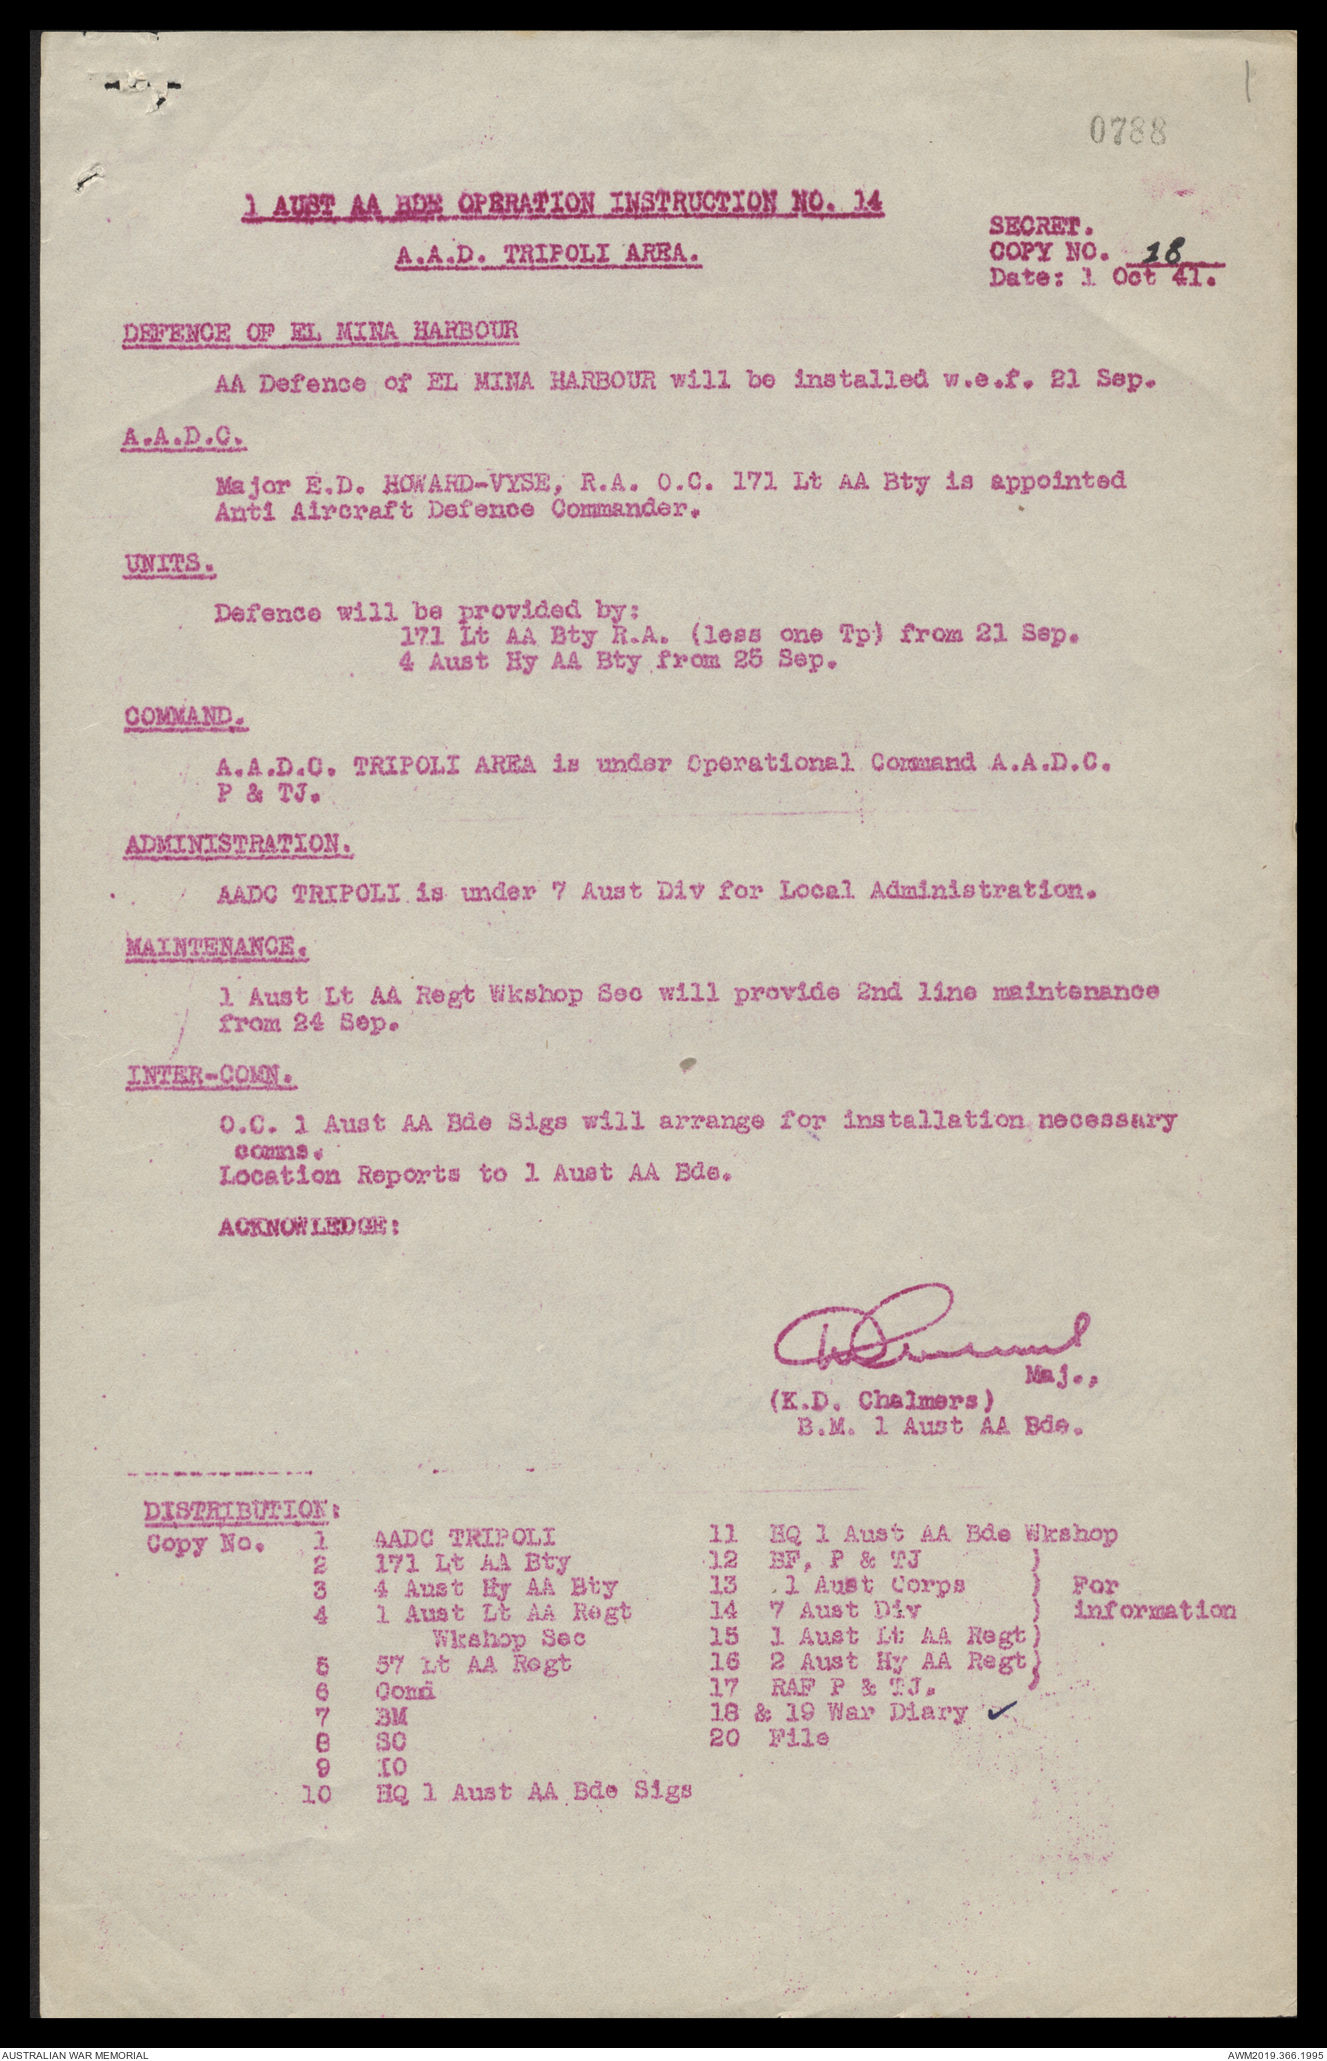 0788
1 AUST AA BDE OPERATION INSTRUCTION NO. 14
A.A.D. TRIPOLI AREA.
SECRET.
COPY NO. 18
Date: 1 Oct 41.
DEFENCE OF EL MINA HARBOUR
AA Defence of EL MINA HARBOUR will be installed w.e.f. 21 Sep.
A.A.D.C.
Major E.D. HOWARD-VYSE, R.A. O.C. 171 Lt AA Bty is appointed
Anti Aircraft Defence Commander.
UNITS.
Defence will be provided by:
171 Lt AA Bty R.A. (less one Tp) from 21 Sep.
4 Aust Hy AA Bty from 25 Sep.
COMMAND.
A.A.D.C. TRIPOLI AREA is under Operational Command A.A.D.C.
P & TJ.
ADMINISTRATION.
AADC TRIPOLI is under 7 Aust Div for Local Administration.
MAINTENANCE.
1 Aust Lt AA Regt Wkshop Sec will provide 2nd line maintenance
from 24 Sep.
INTER-COMN.
O.C. 1 Aust AA Bde Sigs will arrange for installation necessary
comns.
Location Reports to 1 Aust AA Bde.
ACKNOWLEDGE:
Maj.,
(K.D. Chalmers)
B.M. 1 Aust AA Bde.
DISTRIBUTION:
Copy No. 1 AADC TRIPOLI
2 171 Lt AA Bty
3 4 Aust Hy AA Bty
4 1 Aust Lt AA Regt
Wkshop Sec
5 57 Lt AA Regt
6 Comd
7 BM
8 SC
9 IO
10 HQ 1 Aust AA Bde Sigs
11 HQ 1 Aust AA Bde Wkshop
12 BF, P & TJ )
13 1 Aust Corps ) For
14 7 Aust Div ) information
15 1 Aust Lt AA Regt)
16 2 Aust Hy AA Regt)
17 RAF P & TJ. )
18 & 19 War Diary ✓
20 File
AUSTRALIAN WAR MEMORIAL
AWM2019.366.1995